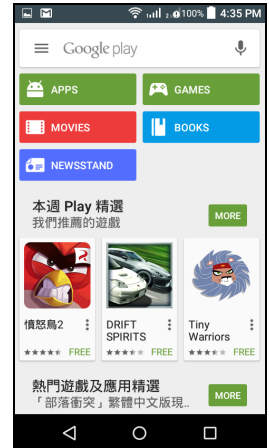 100% 4:35 PM
Google play
APPS
GAMES
MOVIES
BOOKS
NEWSSTAND
本週 Play 精選
我們推薦的遊戲
MORE
憤怒鳥2
FREE
DRIFT
SPIRITS
FREE
Tiny
Warriors
FREE
熱門遊戲及應用精選
「部落衝突」繁體中文版現..
MORE